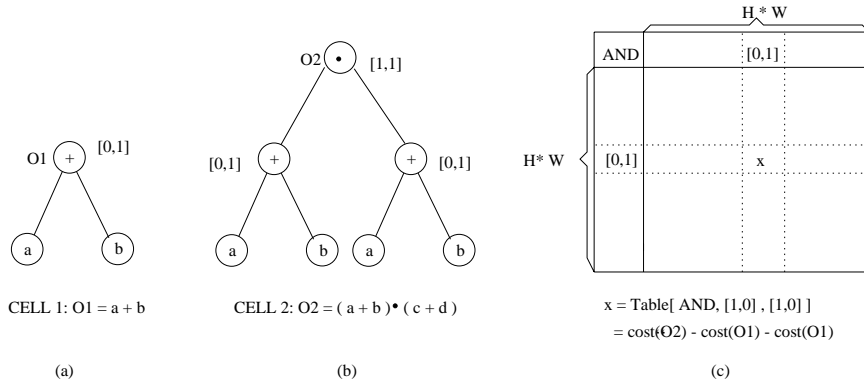 H * W
O2
•
[1,1]
AND
[0,1]
O1
+
[0,1]
[0,1]
+
+
[0,1]
H* W
[0,1]
x
a
b
a
b
a
b
CELL 1: O1 = a + b
CELL 2: O2 = ( a + b ) • ( c + d )
x = Table[ AND, [1,0] , [1,0] ]
= cost(O2) - cost(O1) - cost(O1)
(a)
(b)
(c)